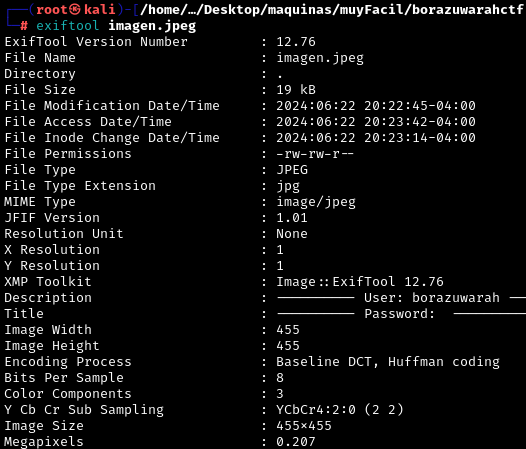 ┌──(root㉿kali)-[/home/…/Desktop/maquinas/muyFacil/borazuwarahctf
└─# exiftool imagen.jpeg
ExifTool Version Number : 12.76
File Name : imagen.jpeg
Directory : .
File Size : 19 kB
File Modification Date/Time : 2024:06:22 20:22:45-04:00
File Access Date/Time : 2024:06:22 20:23:42-04:00
File Inode Change Date/Time : 2024:06:22 20:23:14-04:00
File Permissions : -rw-rw-r--
File Type : JPEG
File Type Extension : jpg
MIME Type : image/jpeg
JFIF Version : 1.01
Resolution Unit : None
X Resolution : 1
Y Resolution : 1
XMP Toolkit : Image::ExifTool 12.76
Description : ---------- User: borazuwarah --
Title : ---------- Password:  ----------
Image Width : 455
Image Height : 455
Encoding Process : Baseline DCT, Huffman coding
Bits Per Sample : 8
Color Components : 3
Y Cb Cr Sub Sampling : YCbCr4:2:0 (2 2)
Image Size : 455x455
Megapixels : 0.207